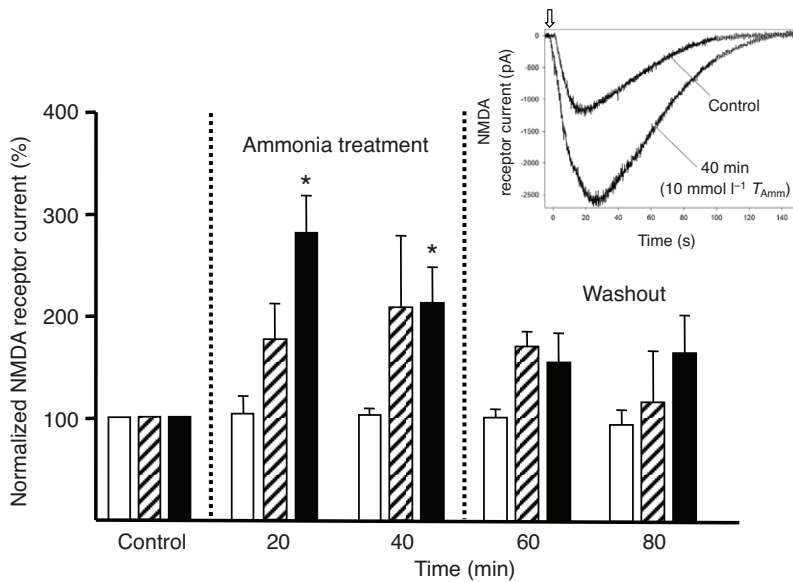 Normalized NMDA receptor current (%)
400
300
200
100
Ammonia treatment
*
*
Washout
Control
20
40
60
80
Time (min)
NMDA
receptor current (pA)
0
-500
-1000
-1500
-2000
-2500
Control
40 min
(10 mmol l⁻¹ T_Amm)
0
20
40
60
80
100
120
140
Time (s)